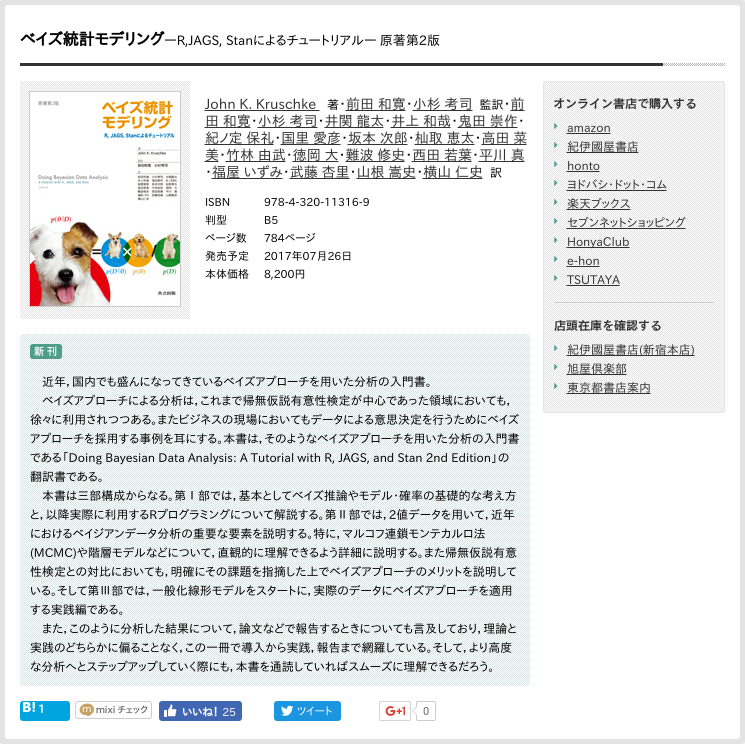 ベイズ統計モデリングーR,JAGS, Stanによるチュートリアルー 原著第2版
原著第2版
ベイズ統計
モデリング
R, JAGS, Stanによるチュートリアル
John K. Kruschke
Doing Bayesian Data Analysis
p(θ|D)
=
×
/
p(D|θ)
p(θ)
p(D)
共立出版
John K. Kruschke 著・前田 和寛・小杉 考司 監訳・前
田 和寛・小杉 考司・井関 龍太・井上 和哉・鬼田 崇作・
紀ノ定 保礼・国里 愛彦・坂本 次郎・杣取 恵太・高田 菜
美・竹林 由武・徳岡 大・難波 修史・西田 若葉・平川 真
・福屋 いずみ・武藤 杏里・山根 嵩史・横山 仁史 訳
ISBN 978-4-320-11316-9
判型 B5
ページ数 784ページ
発売予定 2017年07月26日
本体価格 8,200円
オンライン書店で購入する
amazon
紀伊國屋書店
honto
ヨドバシ・ドット・コム
楽天ブックス
セブンネットショッピング
HonyaClub
e-hon
TSUTAYA
店頭在庫を確認する
紀伊國屋書店(新宿本店)
旭屋倶楽部
東京都書店案内
新刊
近年，国内でも盛んになってきているベイズアプローチを用いた分析の入門書。
ベイズアプローチによる分析は，これまで帰無仮説有意性検定が中心であった領域においても，
徐々に利用されつつある。またビジネスの現場においてもデータによる意思決定を行うためにベイズ
アプローチを採用する事例を耳にする。本書は，そのようなベイズアプローチを用いた分析の入門書
である「Doing Bayesian Data Analysis: A Tutorial with R, JAGS, and Stan 2nd Edition」の
翻訳書である。
本書は三部構成からなる。第Ⅰ部では，基本としてベイズ推論やモデル・確率の基礎的な考え方
と，以降実際に利用するRプログラミングについて解説する。第Ⅱ部では，2値データを用いて，近年
におけるベイジアンデータ分析の重要な要素を説明する。特に，マルコフ連鎖モンテカルロ法
(MCMC)や階層モデルなどについて，直観的に理解できるよう詳細に説明する。また帰無仮説有意
性検定との対比においても，明確にその課題を指摘した上でベイズアプローチのメリットを説明して
いる。そして第Ⅲ部では，一般化線形モデルをスタートに，実際のデータにベイズアプローチを適用
する実践編である。
また，このように分析した結果について，論文などで報告するときについても言及しており，理論と
実践のどちらかに偏ることなく，この一冊で導入から実践，報告まで網羅している。そして，より高度
な分析へとステップアップしていく際にも，本書を通読していればスムーズに理解できるだろう。
B! 1
m mixi チェック
いいね！ 25
ツイート
G+1 0